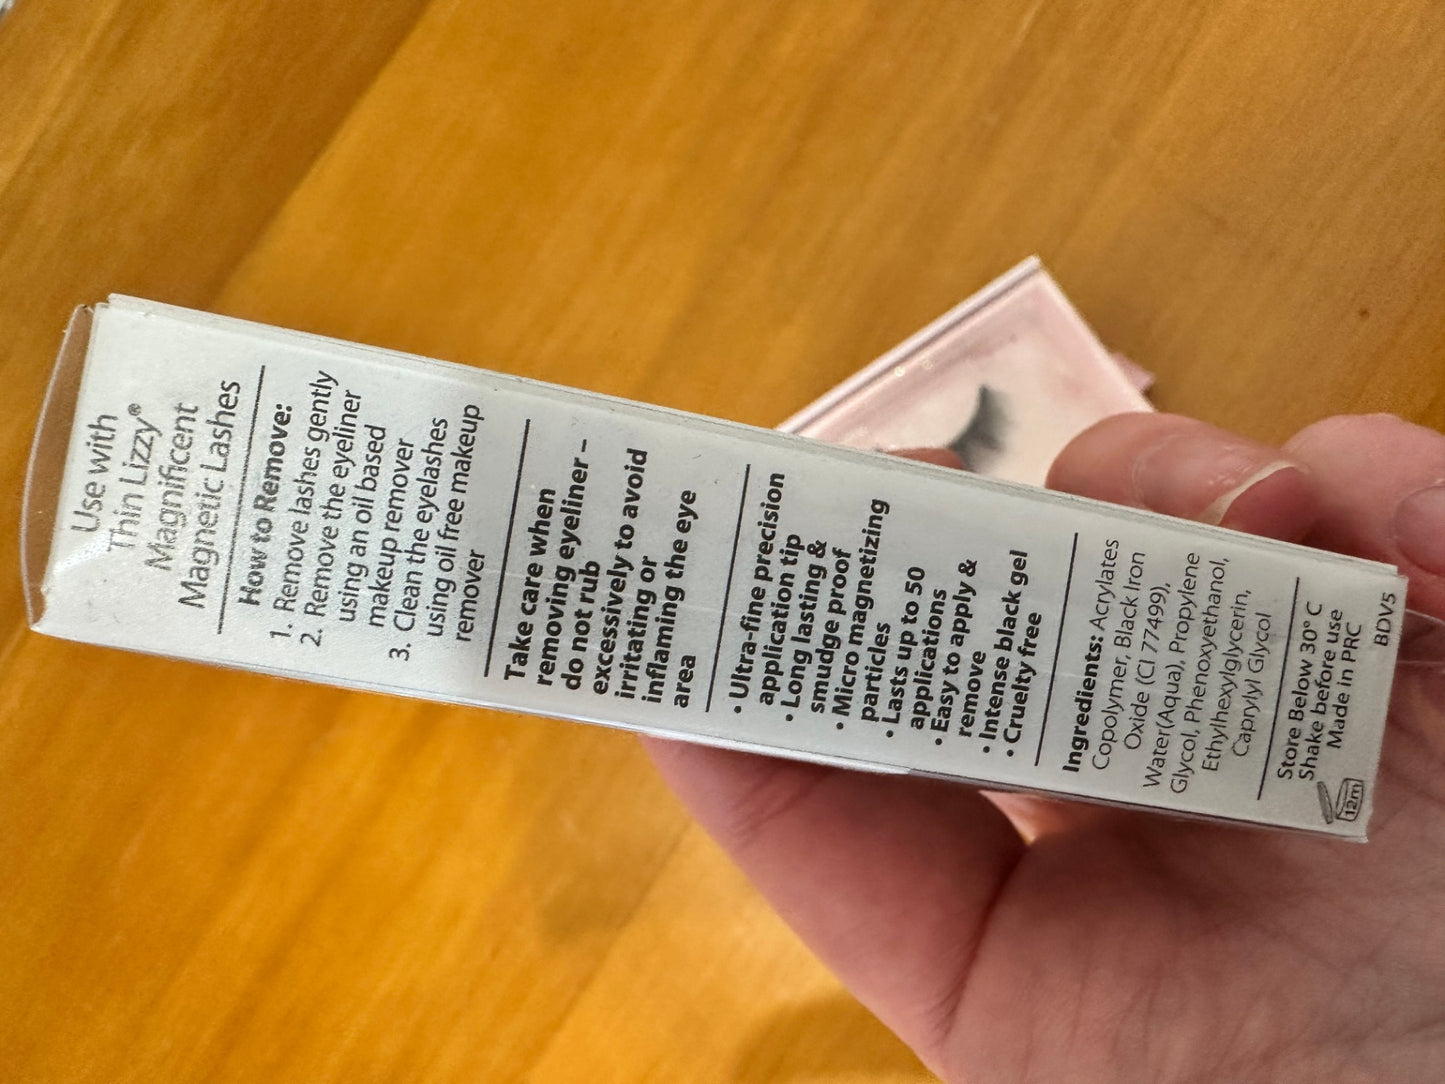 Use with
Thin Lizzy®
Magnificent
Magnetic Lashes
How to Remove:
1. Remove lashes gently
2. Remove the eyeliner
using an oil based
makeup remover
3. Clean the eyelashes
using oil free makeup
remover
Take care when
removing eyeliner –
do not rub
excessively to avoid
irritating or
inflaming the eye
area
• Ultra-fine precision
application tip
• Long lasting &
smudge proof
• Micro magnetizing
particles
• Lasts up to 50
applications
• Easy to apply &
remove
• Intense black gel
• Cruelty free
Ingredients: Acrylates
Copolymer, Black Iron
Oxide (CI 77499),
Water(Aqua), Propylene
Glycol, Phenoxyethanol,
Ethylhexylglycerin,
Caprylyl Glycol
Store Below 30° C
Shake before use
Made in PRC
12m
BDV5